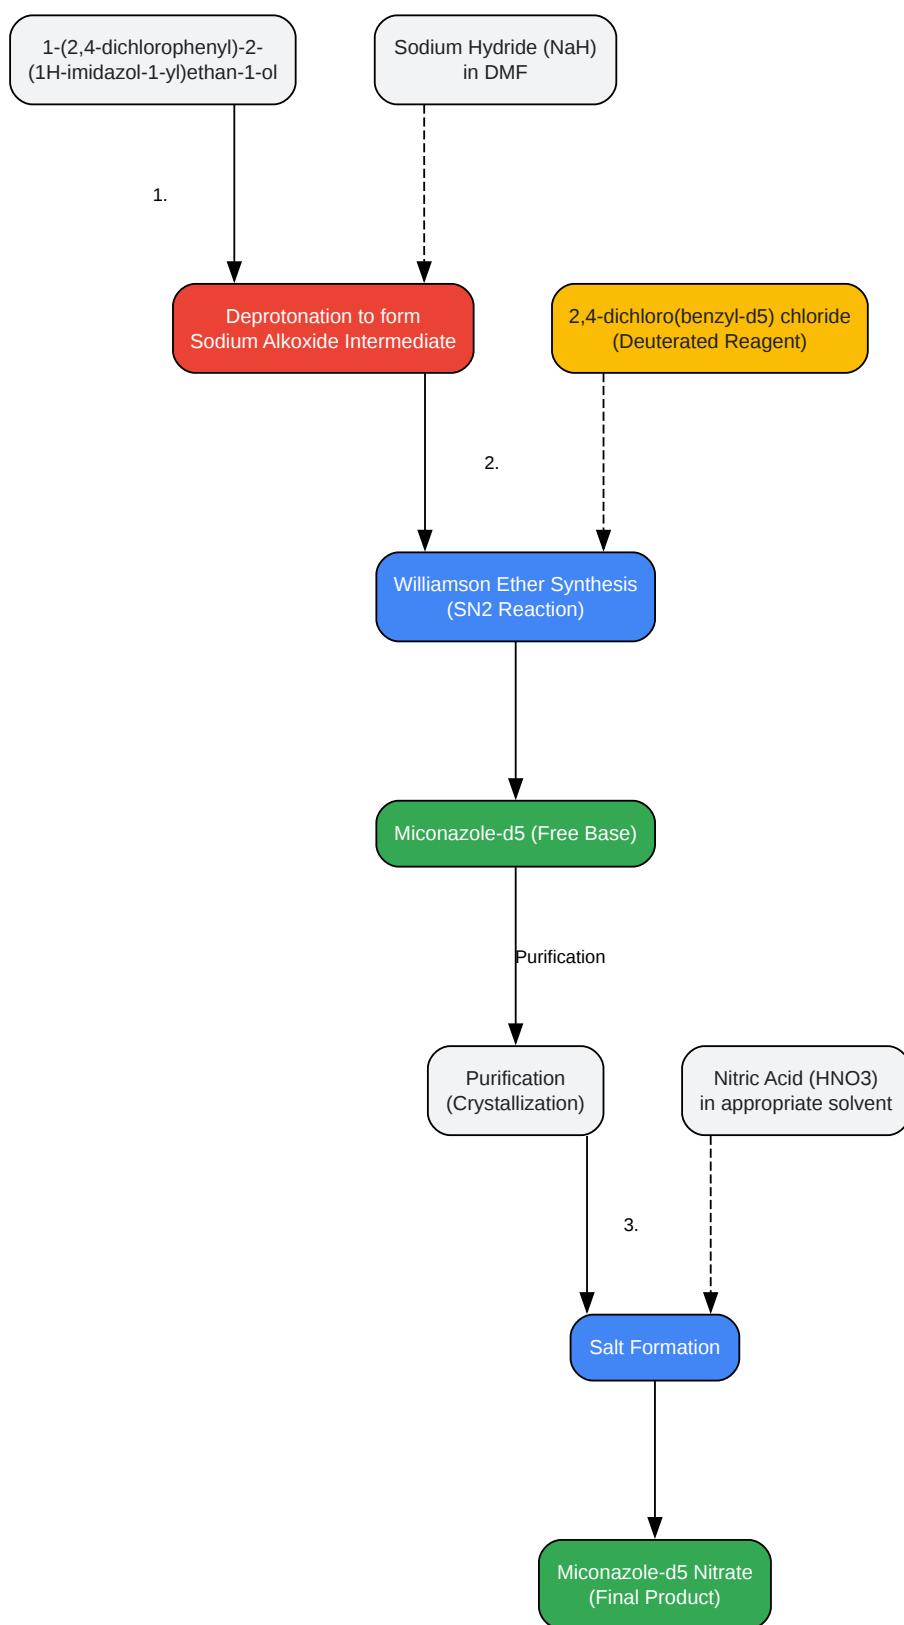 1-(2,4-dichlorophenyl)-2-
(1H-imidazol-1-yl)ethan-1-ol
Sodium Hydride (NaH)
in DMF
1.
Deprotonation to form
Sodium Alkoxide Intermediate
2,4-dichloro(benzyl-d5) chloride
(Deuterated Reagent)
2.
Williamson Ether Synthesis
(SN2 Reaction)
Miconazole-d5 (Free Base)
Purification
Purification
(Crystallization)
Nitric Acid (HNO3)
in appropriate solvent
3.
Salt Formation
Miconazole-d5 Nitrate
(Final Product)